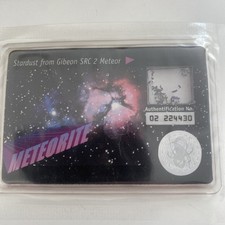 Stardust from Gibeon SRC 2 Meteor
Authentification No.
02 224430
METEORITE